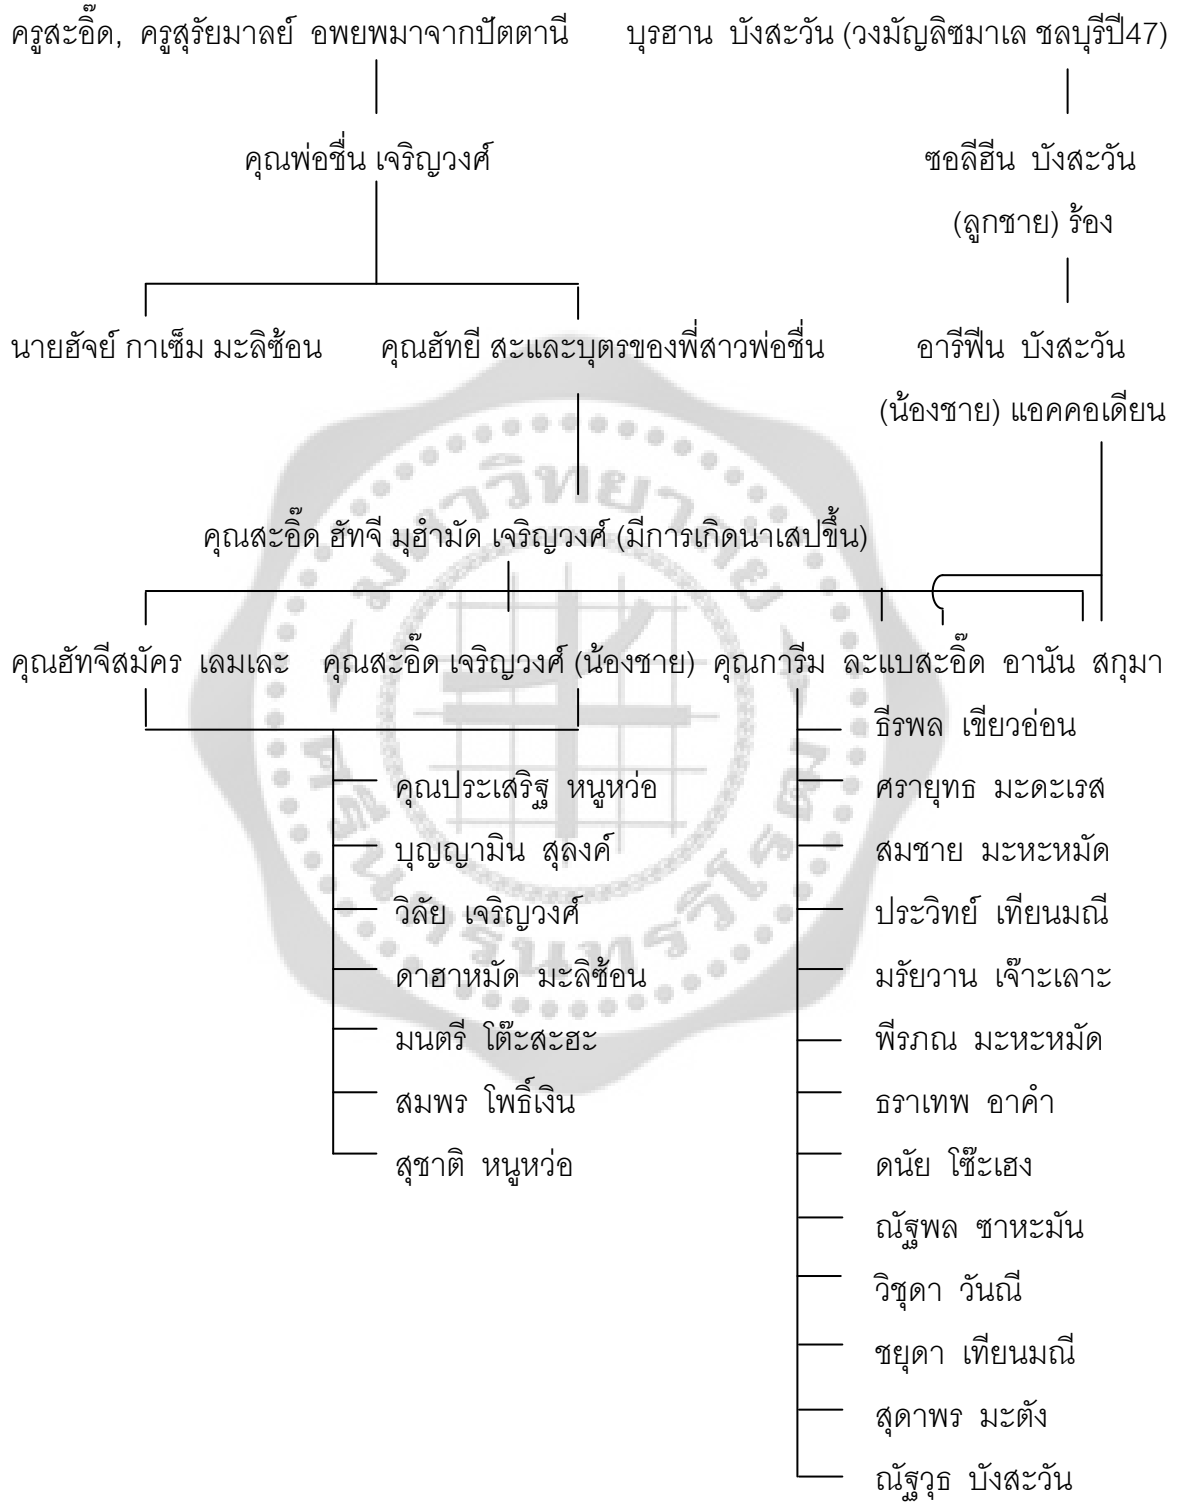 ครูสะอิ๊ด, ครูสุรัยมาลย์ อพยพมาจากปัตตานี บุรฮาน บังสะวัน (วงมัญลิซมาเล ชลบุรีปี47)
คุณพ่อชื่น เจริญวงศ์ ซอลีฮีน บังสะวัน
(ลูกชาย) ร้อง
นายฮัจย์ กาเซ็ม มะลิซ้อน คุณฮัทยี สะและบุตรของพี่สาวพ่อชื่น อารีฟีน บังสะวัน
(น้องชาย) แอคคอเดียน
คุณสะอิ๊ด ฮัทจี มุฮำมัด เจริญวงศ์ (มีการเกิดนาเสปขึ้น)
คุณฮัทจีสมัคร เลมเละ คุณสะอิ๊ด เจริญวงศ์ (น้องชาย) คุณการีม ละแบสะอิ๊ด อานัน สกุมา
ธีรพล เขียวอ่อน
คุณประเสริฐ หนูหว่อ ศรายุทธ มะดะเรส
บุญญามิน สุลงค์ สมชาย มะหะหมัด
วิลัย เจริญวงศ์ ประวิทย์ เทียนมณี
ดาฮาหมัด มะลิซ้อน มรัยวาน เจ๊าะเลาะ
มนตรี โต๊ะสะฮะ พีรภณ มะหะหมัด
สมพร โพธิ์เงิน ธราเทพ อาคำ
สุชาติ หนูหว่อ ดนัย โซ๊ะเฮง
ณัฐพล ซาหะมัน
วิชุดา วันณี
ชยุดา เทียนมณี
สุดาพร มะตัง
ณัฐวุธ บังสะวัน
มหาวิทยาลัย
ศรีนครินทรวิโรฒ